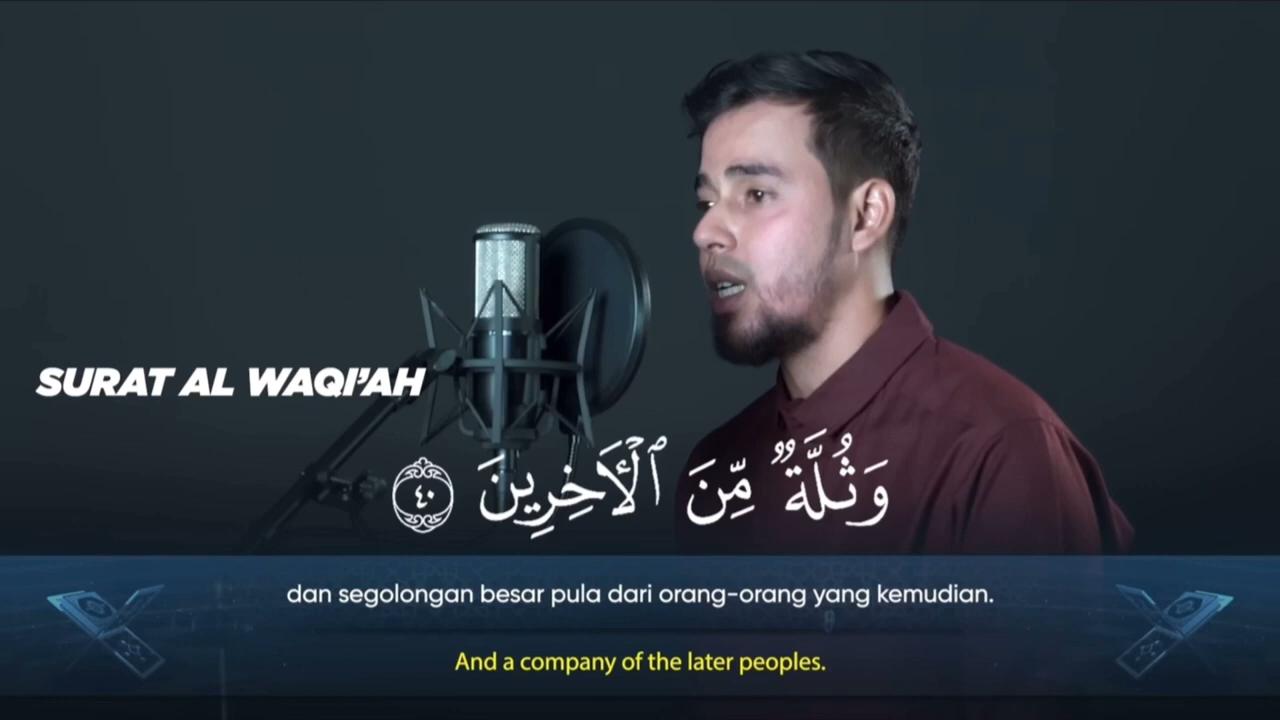 SURAT AL WAQI'AH
وَثُلَّةٌ مِّنَ ٱلْأَخِرِينَ ٤٠
dan segolongan besar pula dari orang-orang yang kemudian.
And a company of the later peoples.